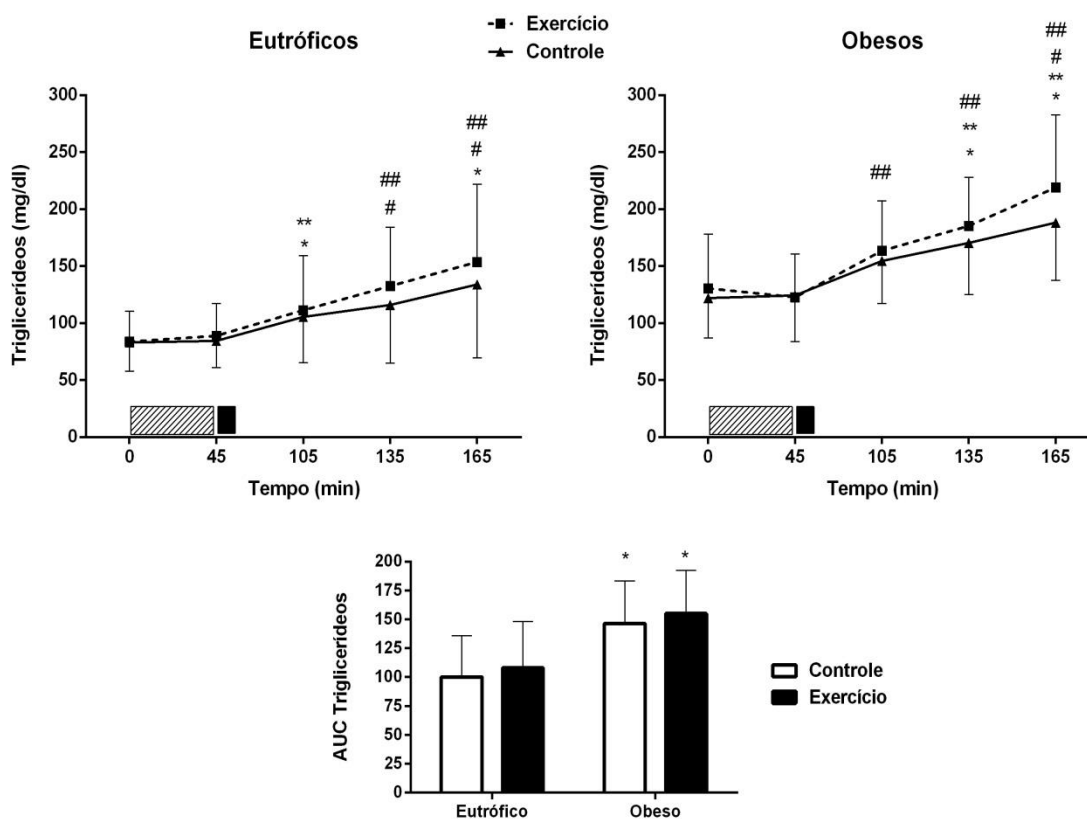 Exercício
Controle
Eutróficos
Triglicerídeos (mg/dl)
300
250
200
150
100
50
0
**
*
##
#
##
#
*
0 45 105 135 165
Tempo (min)
Obesos
Triglicerídeos (mg/dl)
300
250
200
150
100
50
0
##
##
**
*
##
#
**
*
0 45 105 135 165
Tempo (min)
AUC Triglicerídeos
200
175
150
125
100
75
50
25
0
* *
Eutrófico Obeso
Controle
Exercício